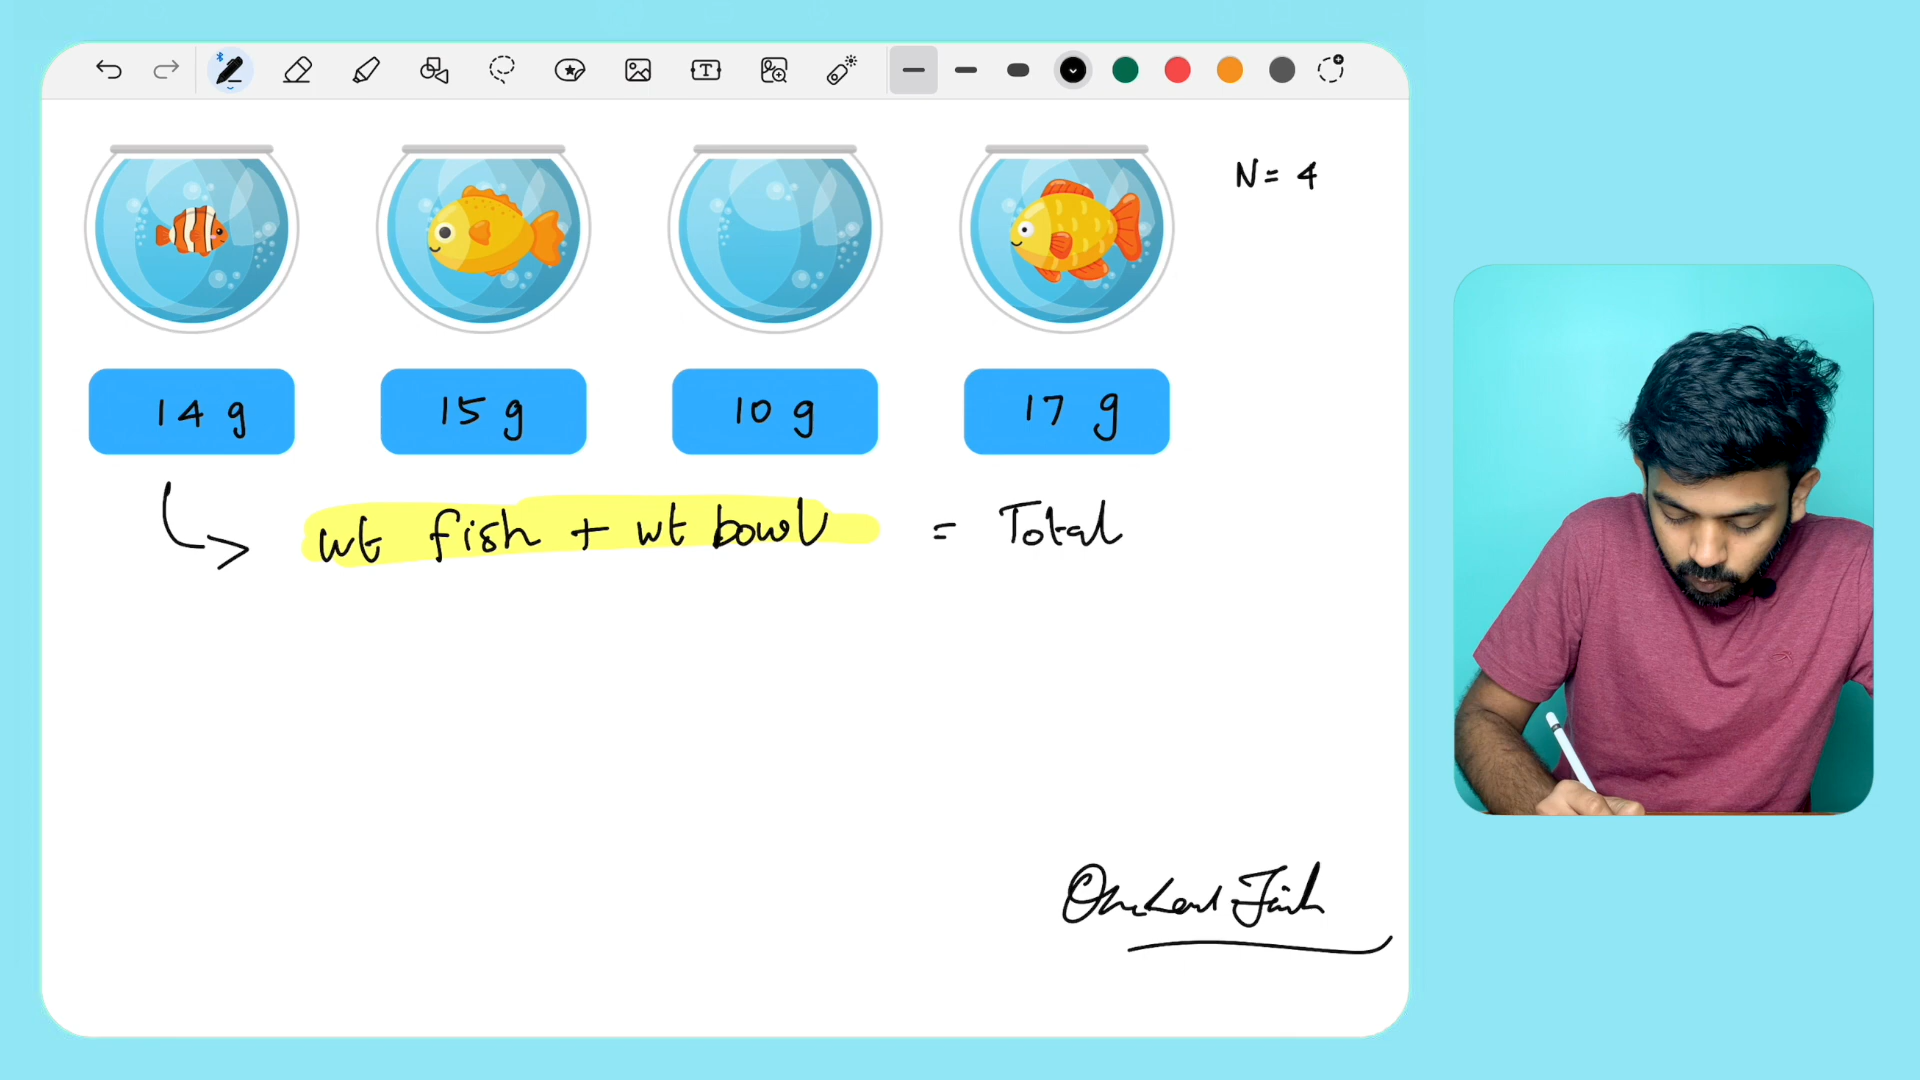 N = 4
14 g
15 g
10 g
17 g
wt fish + wt bowl = Total